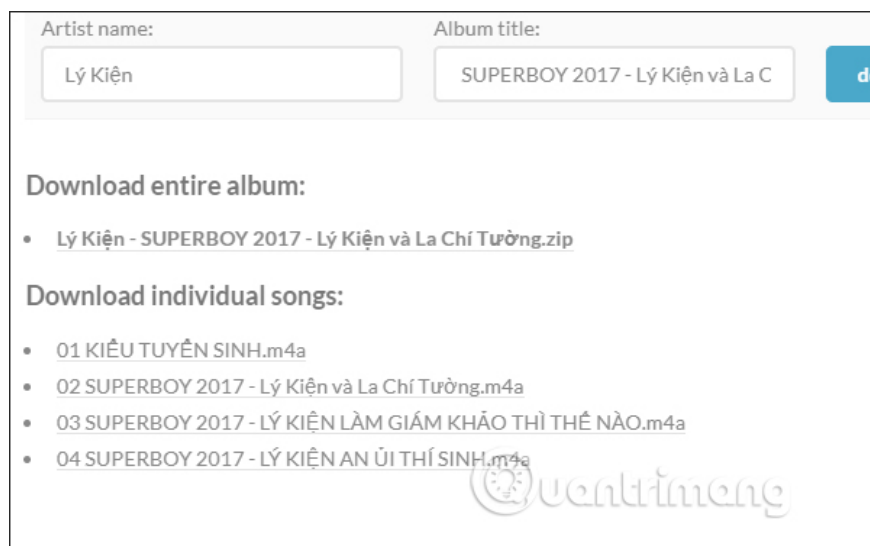 Artist name: Album title:
Lý Kiện SUPERBOY 2017 - Lý Kiện và La C
Download entire album:
Lý Kiện - SUPERBOY 2017 - Lý Kiện và La Chí Tường.zip
Download individual songs:
01 KIỂU TUYỂN SINH.m4a
02 SUPERBOY 2017 - Lý Kiện và La Chí Tường.m4a
03 SUPERBOY 2017 - LÝ KIỆN LÀM GIÁM KHẢO THÌ THẾ NÀO.m4a
04 SUPERBOY 2017 - LÝ KIỆN AN ỦI THÍ SINH.m4a
Quantrimang